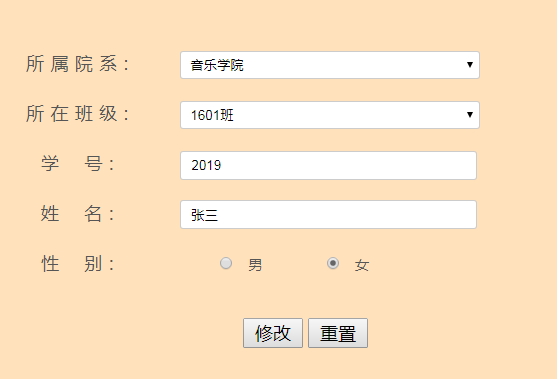 所属院系： 音乐学院
所在班级： 1601班
学 号： 2019
姓 名： 张三
性 别： 男 女
修改 重置